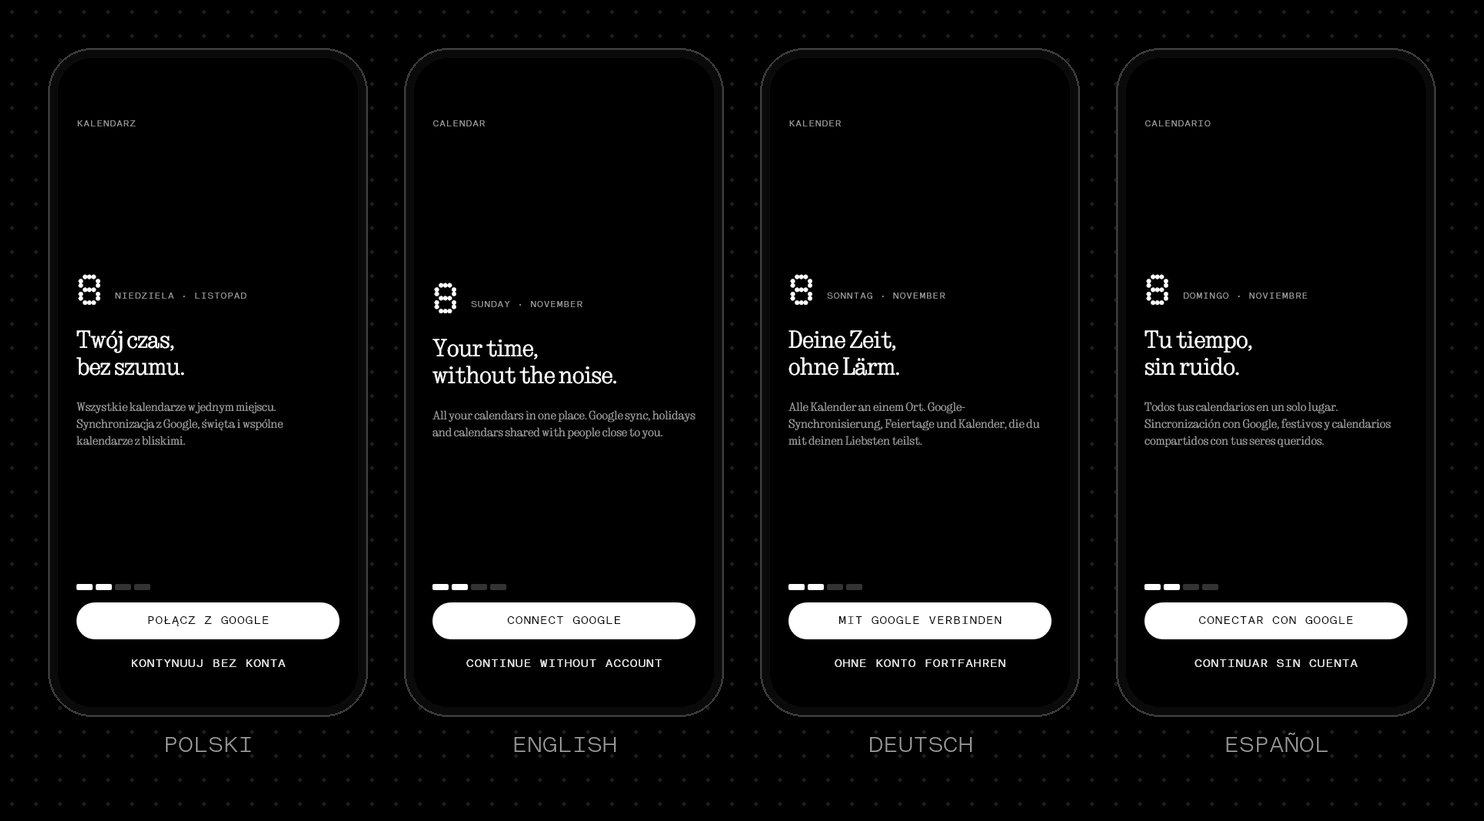 KALENDARZ
8 NIEDZIELA · LISTOPAD
Twój czas,
bez szumu.
Wszystkie kalendarze w jednym miejscu.
Synchronizacja z Google, święta i wspólne
kalendarze z bliskimi.
POŁĄCZ Z GOOGLE
KONTYNUUJ BEZ KONTA
POLSKI
CALENDAR
8 SUNDAY · NOVEMBER
Your time,
without the noise.
All your calendars in one place. Google sync, holidays
and calendars shared with people close to you.
CONNECT GOOGLE
CONTINUE WITHOUT ACCOUNT
ENGLISH
KALENDER
8 SONNTAG · NOVEMBER
Deine Zeit,
ohne Lärm.
Alle Kalender an einem Ort. Google-
Synchronisierung, Feiertage und Kalender, die du
mit deinen Liebsten teilst.
MIT GOOGLE VERBINDEN
OHNE KONTO FORTFAHREN
DEUTSCH
CALENDARIO
8 DOMINGO · NOVIEMBRE
Tu tiempo,
sin ruido.
Todos tus calendarios en un solo lugar.
Sincronización con Google, festivos y calendarios
compartidos con tus seres queridos.
CONECTAR CON GOOGLE
CONTINUAR SIN CUENTA
ESPAÑOL